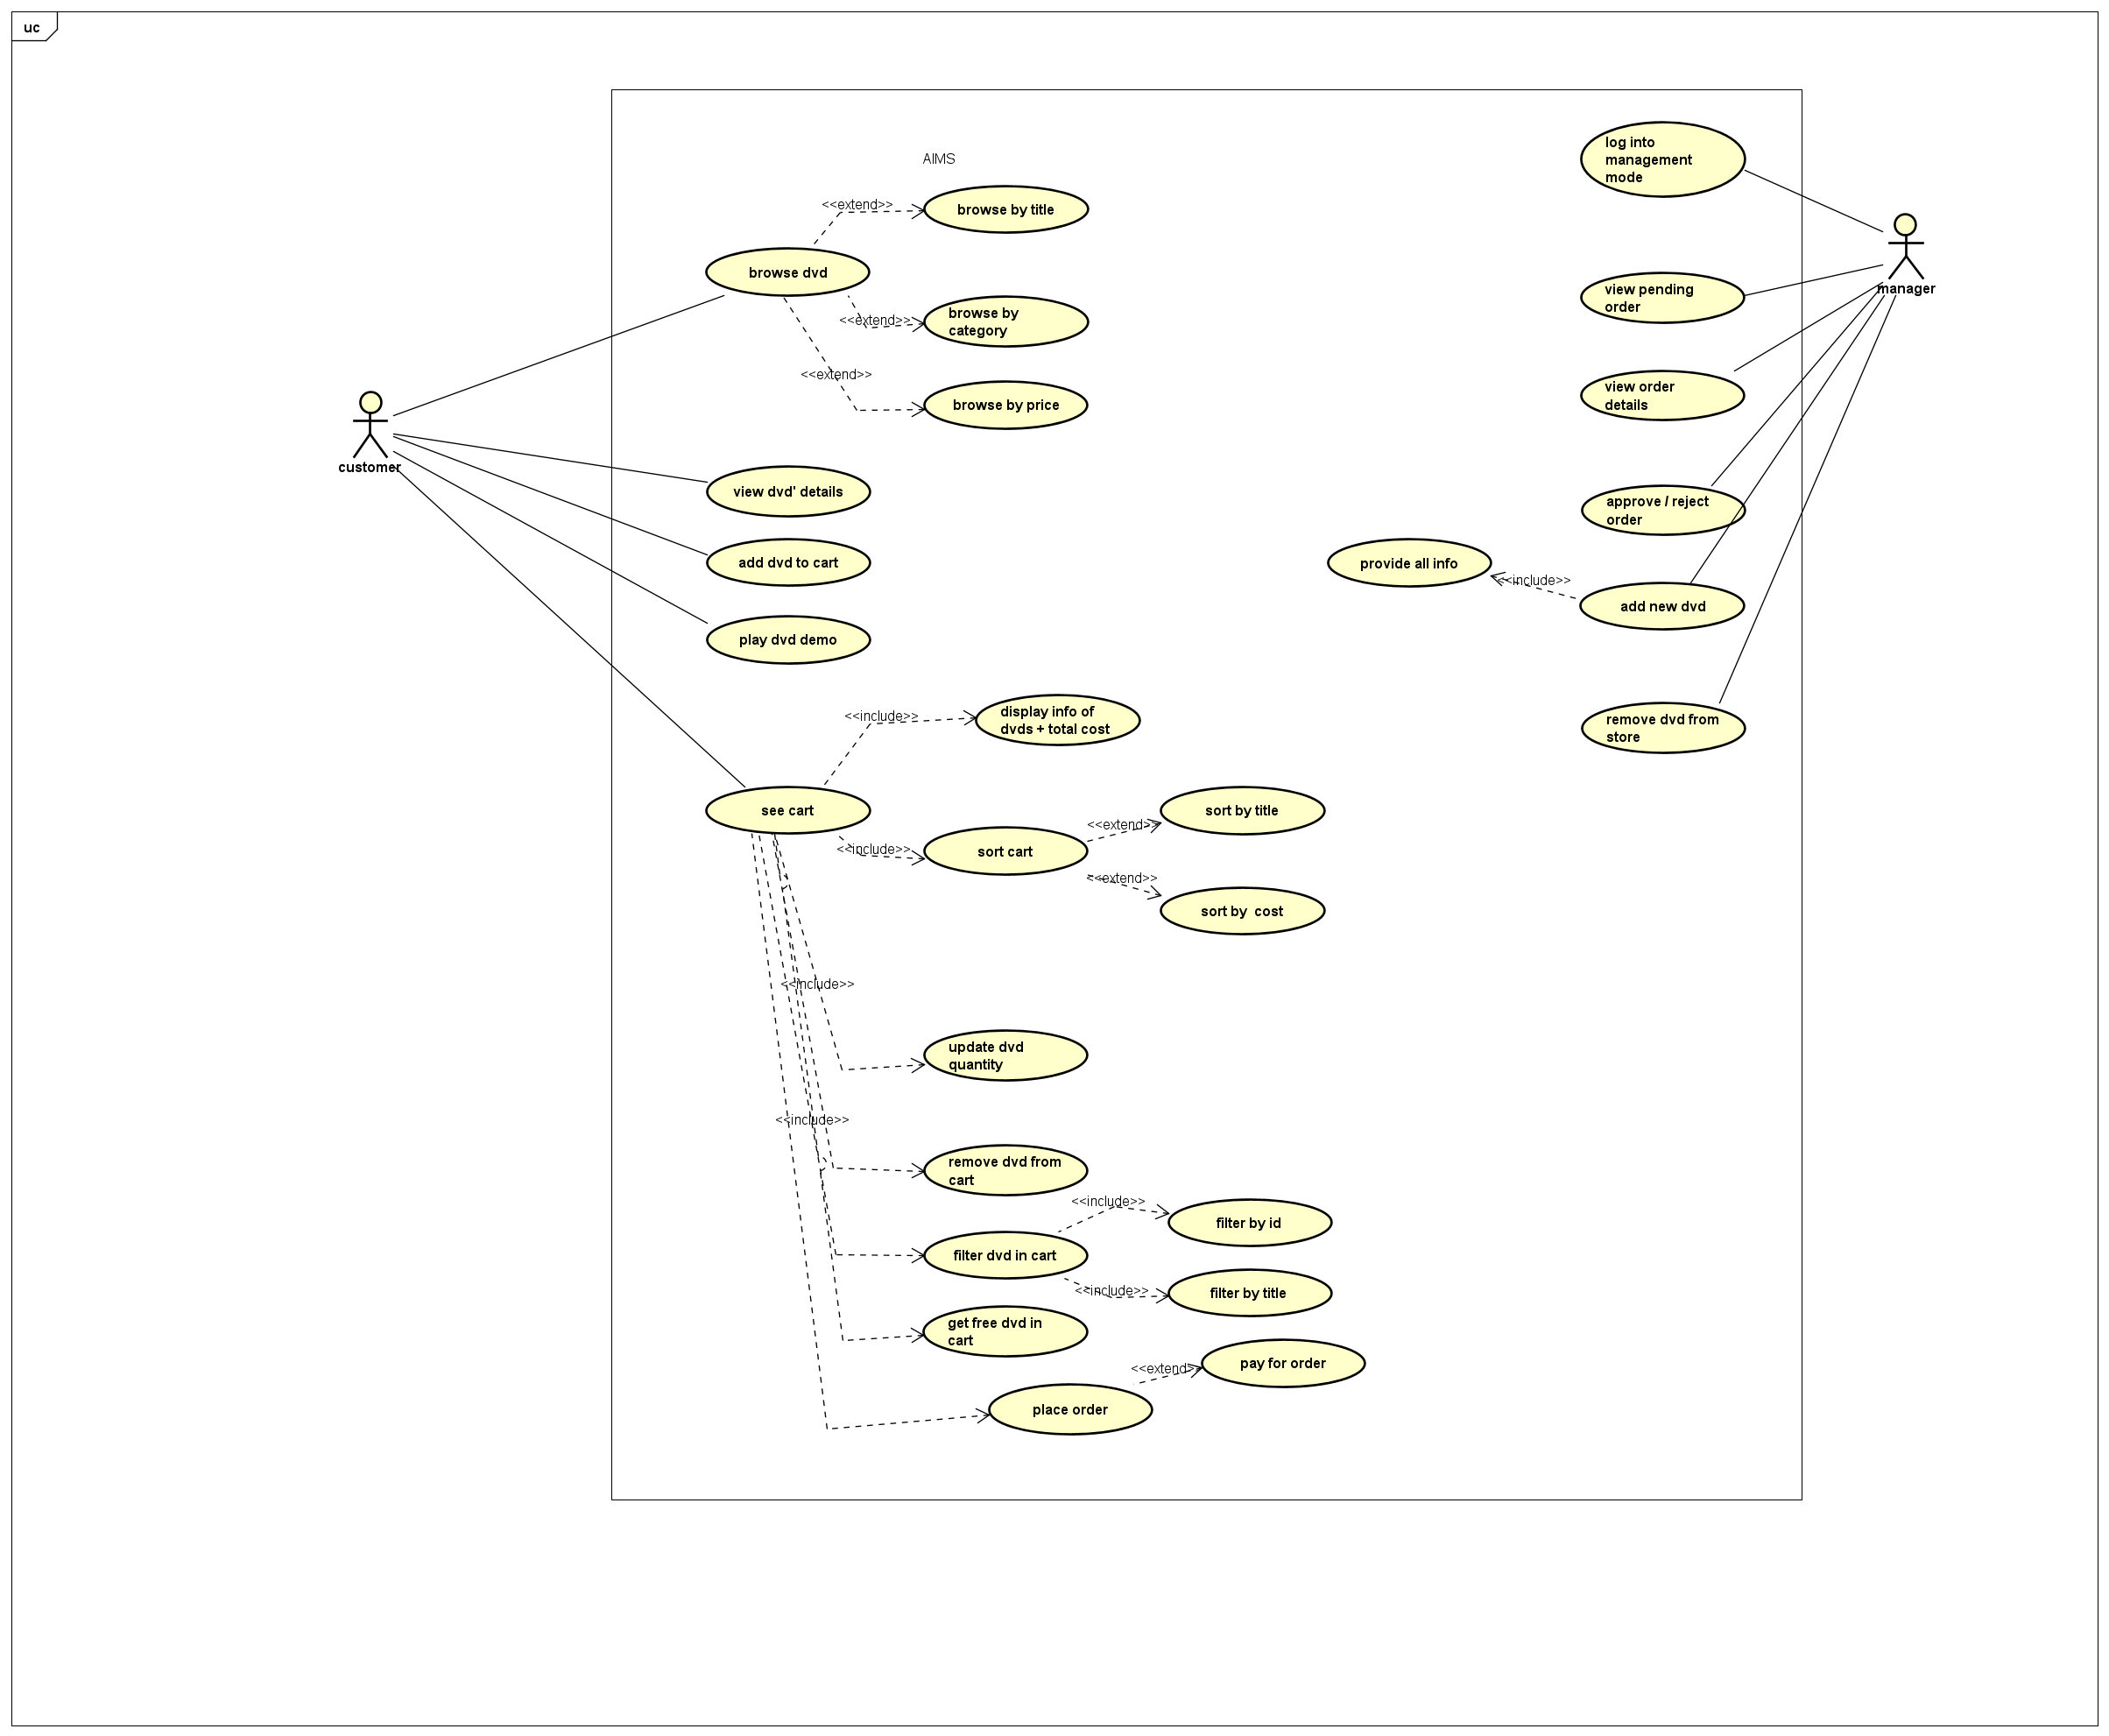 uc
AIMS
log into
management
mode
<<extend>>
browse by title
browse dvd
manager
view pending
order
<<extend>>
browse by
category
<<extend>>
view order
details
browse by price
customer
view dvd' details
approve / reject
order
add dvd to cart
provide all info
<<include>>
add new dvd
play dvd demo
<<include>>
display info of
dvds + total cost
remove dvd from
store
see cart
sort by title
<<extend>>
<<include>>
sort cart
<<extend>>
sort by  cost
<<include>>
update dvd
quantity
<<include>>
remove dvd from
cart
<<include>>
filter by id
filter dvd in cart
<<include>>
filter by title
get free dvd in
cart
<<extend>>
pay for order
place order